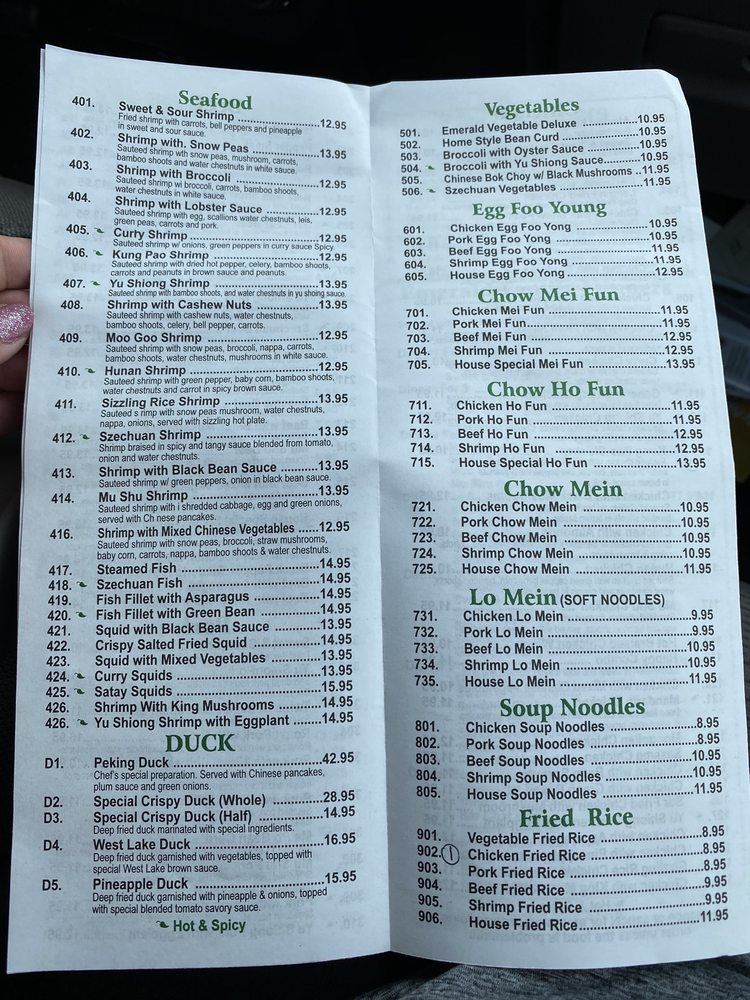 Seafood
401. Sweet & Sour Shrimp ........................12.95
Fried shrimp with carrots, bell peppers and pineapple
in sweet and sour sauce.
402. Shrimp with. Snow Peas ....................13.95
Sauteed shrimp wth snow peas, mushroom, carrots,
bamboo shoots and water chestnuts in white sauce.
403. Shrimp with Broccoli ........................12.95
Sauteed shrimp wi broccoli, carrots, bamboo shoots,
water chestnuts in white sauce.
404. Shrimp with Lobster Sauce ................12.95
Sauteed shrimp with egg, scallions water chestnuts, leis,
green peas, carrots and pork.
405. Curry Shrimp ....................................12.95
Sauteed shrimp w/ onions, green peppers in curry sauce Spicy.
406. Kung Pao Shrimp ............................12.95
Sauteed shrimp with dried hot pepper, celery, bamboo shoots,
carrots and peanuts in brown sauce and peanuts.
407. Yu Shiong Shrimp ............................13.95
Sauteed shrimp with bamboo shoots, and water chestnuts in yu shoing sauce.
408. Shrimp with Cashew Nuts ..................13.95
Sauteed shrimp with cashew nuts, water chestnuts,
bamboo shoots, celery, bell pepper, carrots.
409. Moo Goo Shrimp ..............................12.95
Sauteed shrimp with snow peas, broccoli, nappa, carrots,
bamboo shoots, water chestnuts, mushrooms in white sauce.
410. Hunan Shrimp ..................................12.95
Sauteed shrimp with green pepper, baby corn, bamboo shoots,
water chestnuts and carrot in spicy brown sauce.
411. Sizzling Rice Shrimp ........................13.95
Sauteed s rimp with snow peas mushroom, water chestnuts,
nappa, onions, served with sizzling hot plate.
412. Szechuan Shrimp ..............................13.95
Shrimp braised in spicy and tangy sauce blended from tomato,
onion and water chestnuts.
413. Shrimp with Black Bean Sauce ..........13.95
Sauteed shrimp w/ green peppers, onion in black bean sauce.
414. Mu Shu Shrimp ................................13.95
Sauteed shrimp with i shredded cabbage, egg and green onions,
served with Ch nese pancakes.
416. Shrimp with Mixed Chinese Vegetables ......12.95
Sauteed shrimp with snow peas, broccoli, straw mushrooms,
baby corn, carrots, nappa, bamboo shoots & water chestnuts.
417. Steamed Fish ....................................14.95
418. Szechuan Fish ..................................14.95
419. Fish Fillet with Asparagus ..................14.95
420. Fish Fillet with Green Bean ................14.95
421. Squid with Black Bean Sauce ............13.95
422. Crispy Salted Fried Squid ..................14.95
423. Squid with Mixed Vegetables ..............14.95
424. Curry Squids ....................................13.95
425. Satay Squids ....................................15.95
426. Shrimp With King Mushrooms ............14.95
426. Yu Shiong Shrimp with Eggplant ........14.95
DUCK
D1. Peking Duck ......................................42.95
Chef's special preparation. Served with Chinese pancakes,
plum sauce and green onions.
D2. Special Crispy Duck (Whole) ..............28.95
D3. Special Crispy Duck (Half) ................14.95
Deep fried duck marinated with special ingredients.
D4. West Lake Duck ................................16.95
Deep fried duck garnished with vegetables, topped with
special West Lake brown sauce.
D5. Pineapple Duck ................................15.95
Deep fried duck garnished with pineapple & onions, topped
with special blended tomato savory sauce.
Hot & Spicy
Vegetables
501. Emerald Vegetable Deluxe ................10.95
502. Home Style Bean Curd ....................10.95
503. Broccoli with Oyster Sauce ..............10.95
504. Broccoli with Yu Shiong Sauce.........10.95
505. Chinese Bok Choy w/ Black Mushrooms ..11.95
506. Szechuan Vegetables ......................11.95
Egg Foo Young
601. Chicken Egg Foo Yong ....................10.95
602. Pork Egg Foo Yong ..........................10.95
603. Beef Egg Foo Yong ..........................11.95
604. Shrimp Egg Foo Yong ......................11.95
605. House Egg Foo Yong ........................12.95
Chow Mei Fun
701. Chicken Mei Fun ..............................11.95
702. Pork Mei Fun....................................11.95
703. Beef Mei Fun ..................................12.95
704. Shrimp Mei Fun ..............................12.95
705. House Special Mei Fun ....................13.95
Chow Ho Fun
711. Chicken Ho Fun ..............................11.95
712. Pork Ho Fun ....................................11.95
713. Beef Ho Fun ....................................12.95
714. Shrimp Ho Fun ................................12.95
715. House Special Ho Fun ....................13.95
Chow Mein
721. Chicken Chow Mein ........................10.95
722. Pork Chow Mein ..............................10.95
723. Beef Chow Mein ..............................10.95
724. Shrimp Chow Mein ..........................10.95
725. House Chow Mein ............................11.95
Lo Mein (SOFT NOODLES)
731. Chicken Lo Mein ................................9.95
732. Pork Lo Mein ....................................9.95
733. Beef Lo Mein ..................................10.95
734. Shrimp Lo Mein ..............................10.95
735. House Lo Mein ................................11.95
Soup Noodles
801. Chicken Soup Noodles ......................8.95
802. Pork Soup Noodles ............................8.95
803. Beef Soup Noodles ..........................10.95
804. Shrimp Soup Noodles ......................10.95
805. House Soup Noodles ........................11.95
Fried Rice
901. Vegetable Fried Rice ..........................8.95
902. 1 Chicken Fried Rice ............................8.95
903. Pork Fried Rice ..................................8.95
904. Beef Fried Rice ..................................9.95
905. Shrimp Fried Rice ..............................9.95
906. House Fried Rice..............................11.95